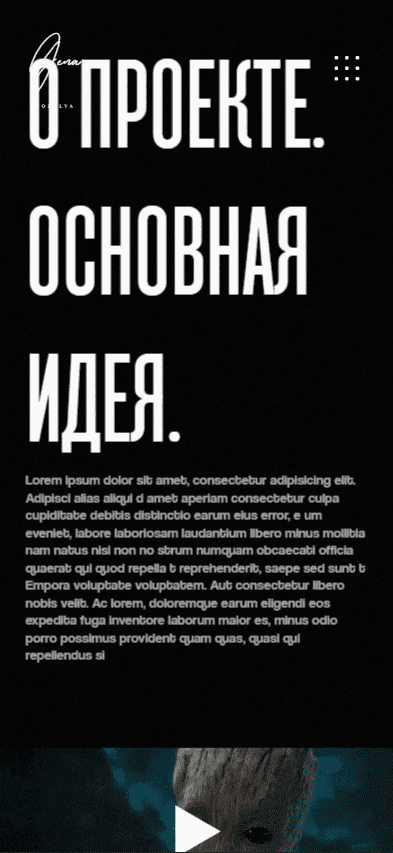 О ПРОЕКТЕ.
ОСНОВНАЯ
ИДЕЯ.
Lorem ipsum dolor sit amet, consectetur adipisicing elit.
Adipisci alias aliqui d amet aperiam consectetur culpa
cupiditate debitis distinctio earum eius error, e um
eveniet, labore laboriosam laudantium libero minus mollitia
nam natus nisi non no strum numquam obcaecati officia
quaerat qui quod repella t reprehenderit, saepe sed sunt t
Empora voluptate voluptatem. Aut consectetur libero
nobis velit. Ac lorem, doloremque earum eligendi eos
expedita fuga inventore laborum maior es, minus odio
porro possimus provident quam quas, quasi qui
repellendus si